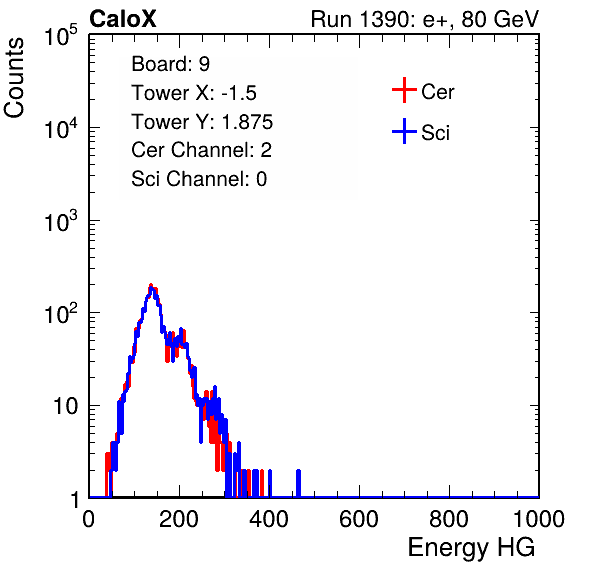 CaloX Run 1390: e+, 80 GeV
Counts
Board: 9
Tower X: -1.5
Tower Y: 1.875
Cer Channel: 2
Sci Channel: 0
Cer
Sci
10^5
10^4
10^3
10^2
10
1
0 200 400 600 800 1000
Energy HG